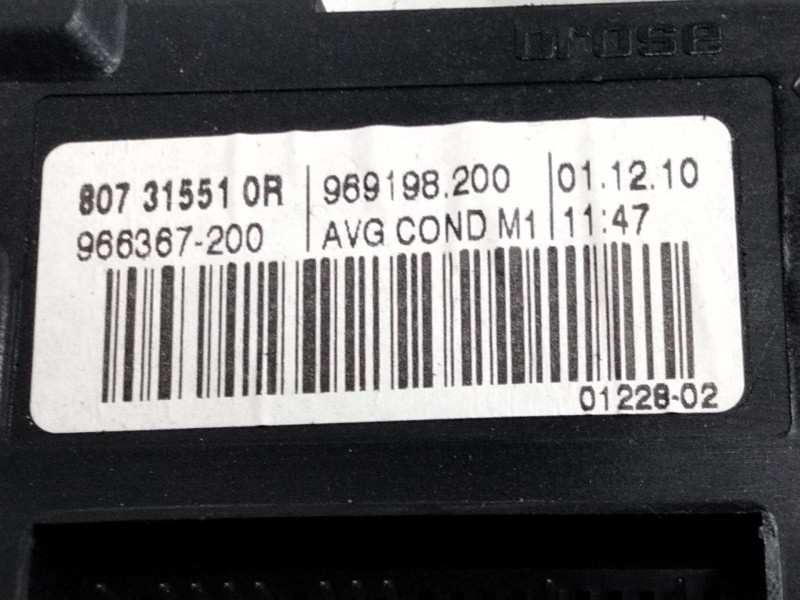 brose
807 31551 0R
966367-200
969198.200
AVG COND M1
01.12.10
11:47
01228-02